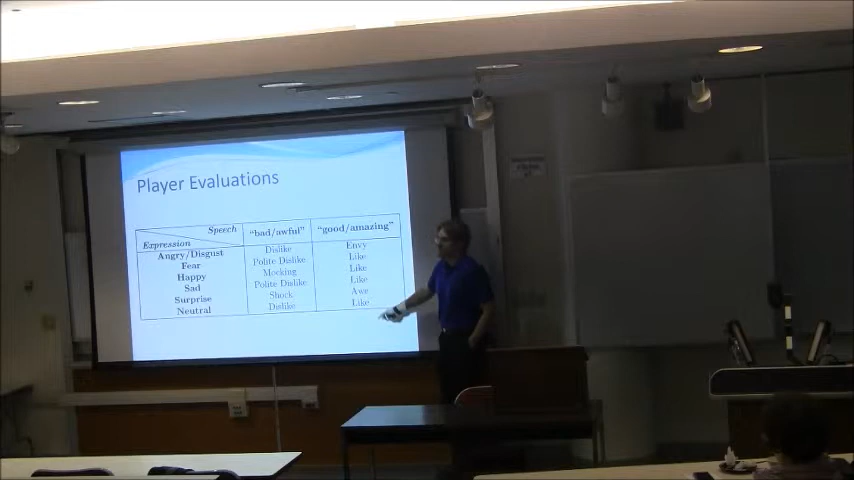 Player Evaluations
Speech "bad/awful" "good/amazing"
Expression
Angry/Disgust Dislike Envy
Fear Polite Dislike Like
Happy Mocking Like
Sad Polite Dislike Like
Surprise Shock Awe
Neutral Dislike Like